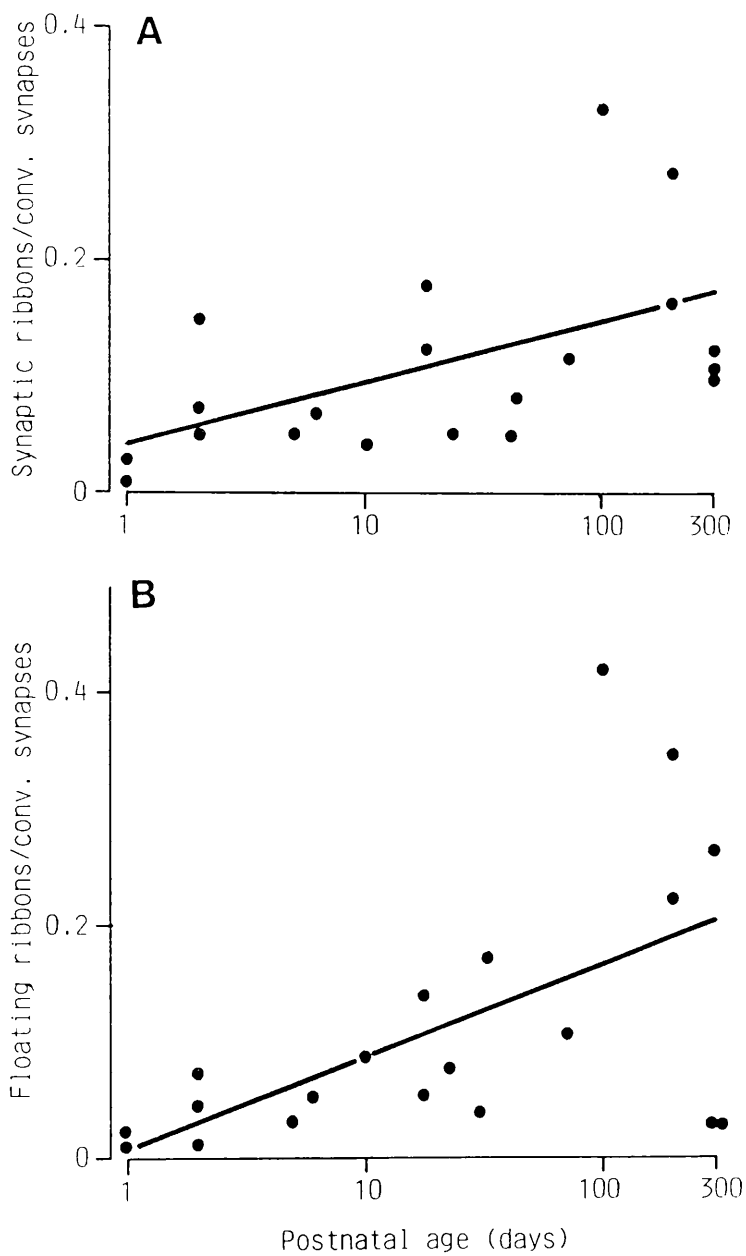 A
Synaptic ribbons/conv. synapses
0.4
0.2
0
1 10 100 300
B
Floating ribbons/conv. synapses
0.4
0.2
0
1 10 100 300
Postnatal age (days)